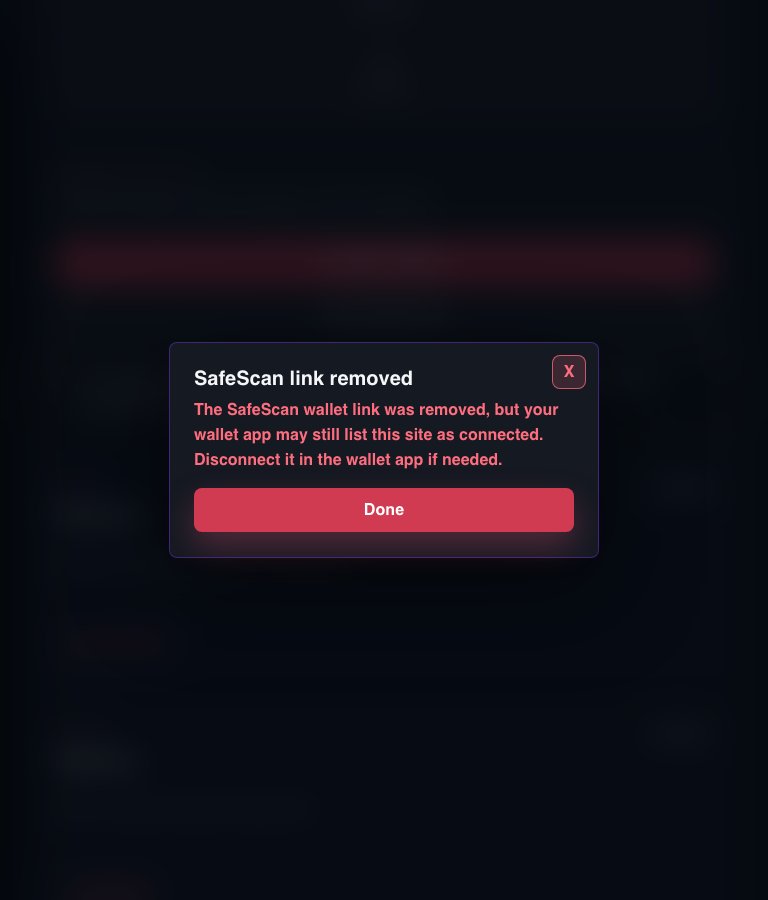 SafeScan link removed
X
The SafeScan wallet link was removed, but your
wallet app may still list this site as connected.
Disconnect it in the wallet app if needed.
Done